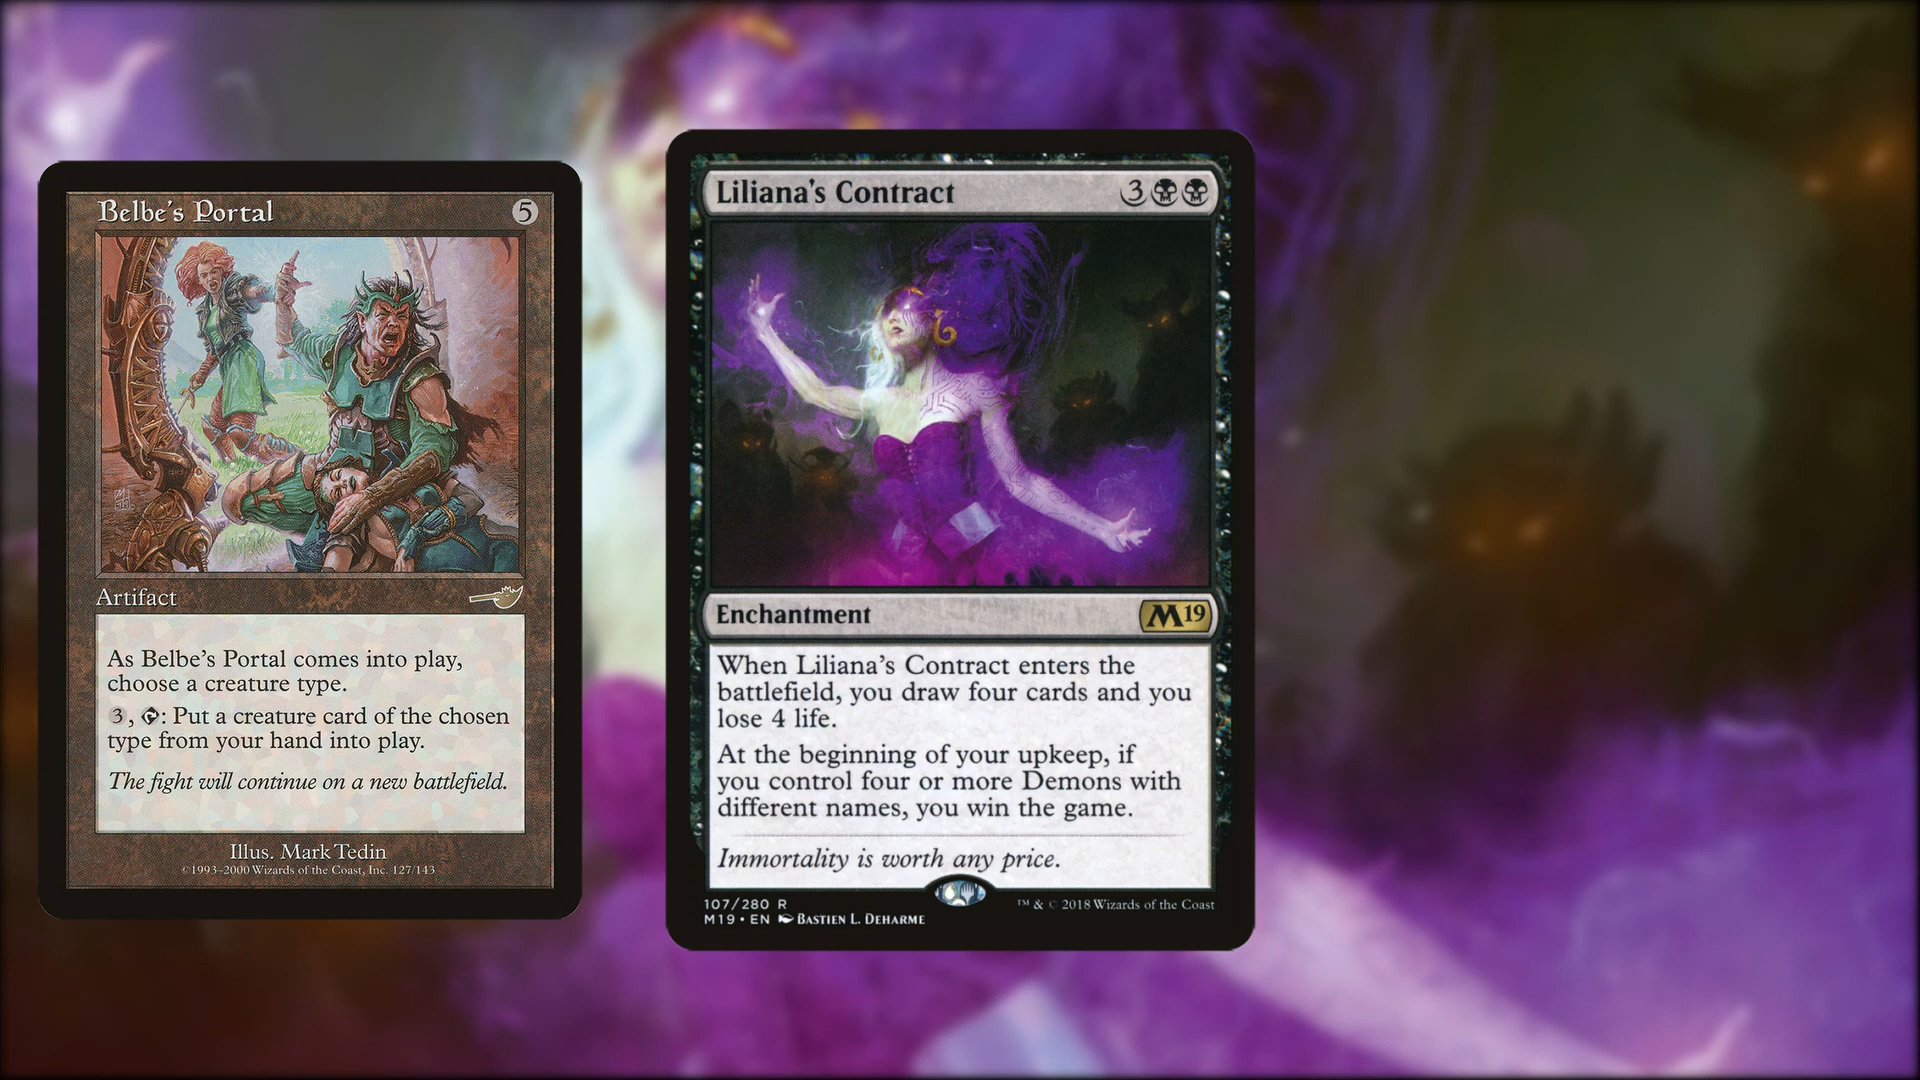 Belbe's Portal
5
Artifact
As Belbe's Portal comes into play,
choose a creature type.
3, : Put a creature card of the chosen
type from your hand into play.
The fight will continue on a new battlefield.
Illus. Mark Tedin
©1993–2000 Wizards of the Coast, Inc. 127/143
Liliana's Contract
3
Enchantment
M19
When Liliana's Contract enters the
battlefield, you draw four cards and you
lose 4 life.
At the beginning of your upkeep, if
you control four or more Demons with
different names, you win the game.
Immortality is worth any price.
107/280 R
M19 • EN BASTIEN L. DEHARME
™ & © 2018 Wizards of the Coast